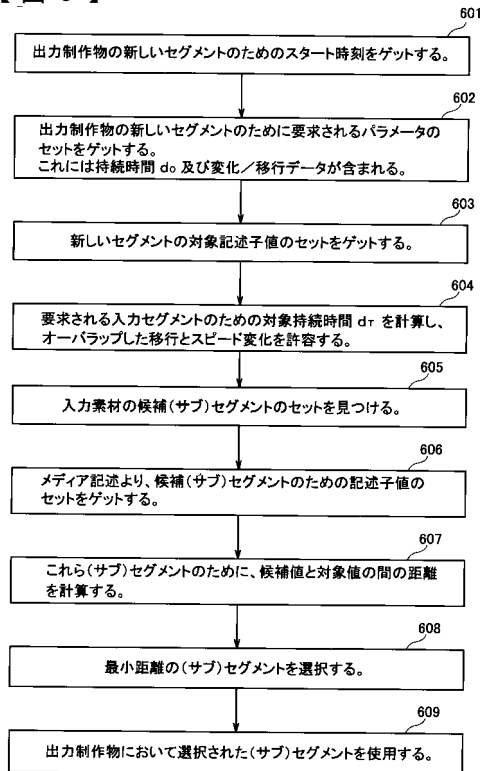 601
出力制作物の新しいセグメントのためのスタート時刻をゲットする。
602
出力制作物の新しいセグメントのために要求されるパラメータの
セットをゲットする。
これには持続時間 do 及び変化／移行データが含まれる。
603
新しいセグメントの対象記述子値のセットをゲットする。
604
要求される入力セグメントのための対象持続時間 dT を計算し、
オーバラップした移行とスピード変化を許容する。
605
入力素材の候補(サブ)セグメントのセットを見つける。
606
メディア記述より、候補(サブ)セグメントのための記述子値の
セットをゲットする。
607
これら(サブ)セグメントのために、候補値と対象値の間の距離
を計算する。
608
最小距離の(サブ)セグメントを選択する。
609
出力制作物において選択された(サブ)セグメントを使用する。